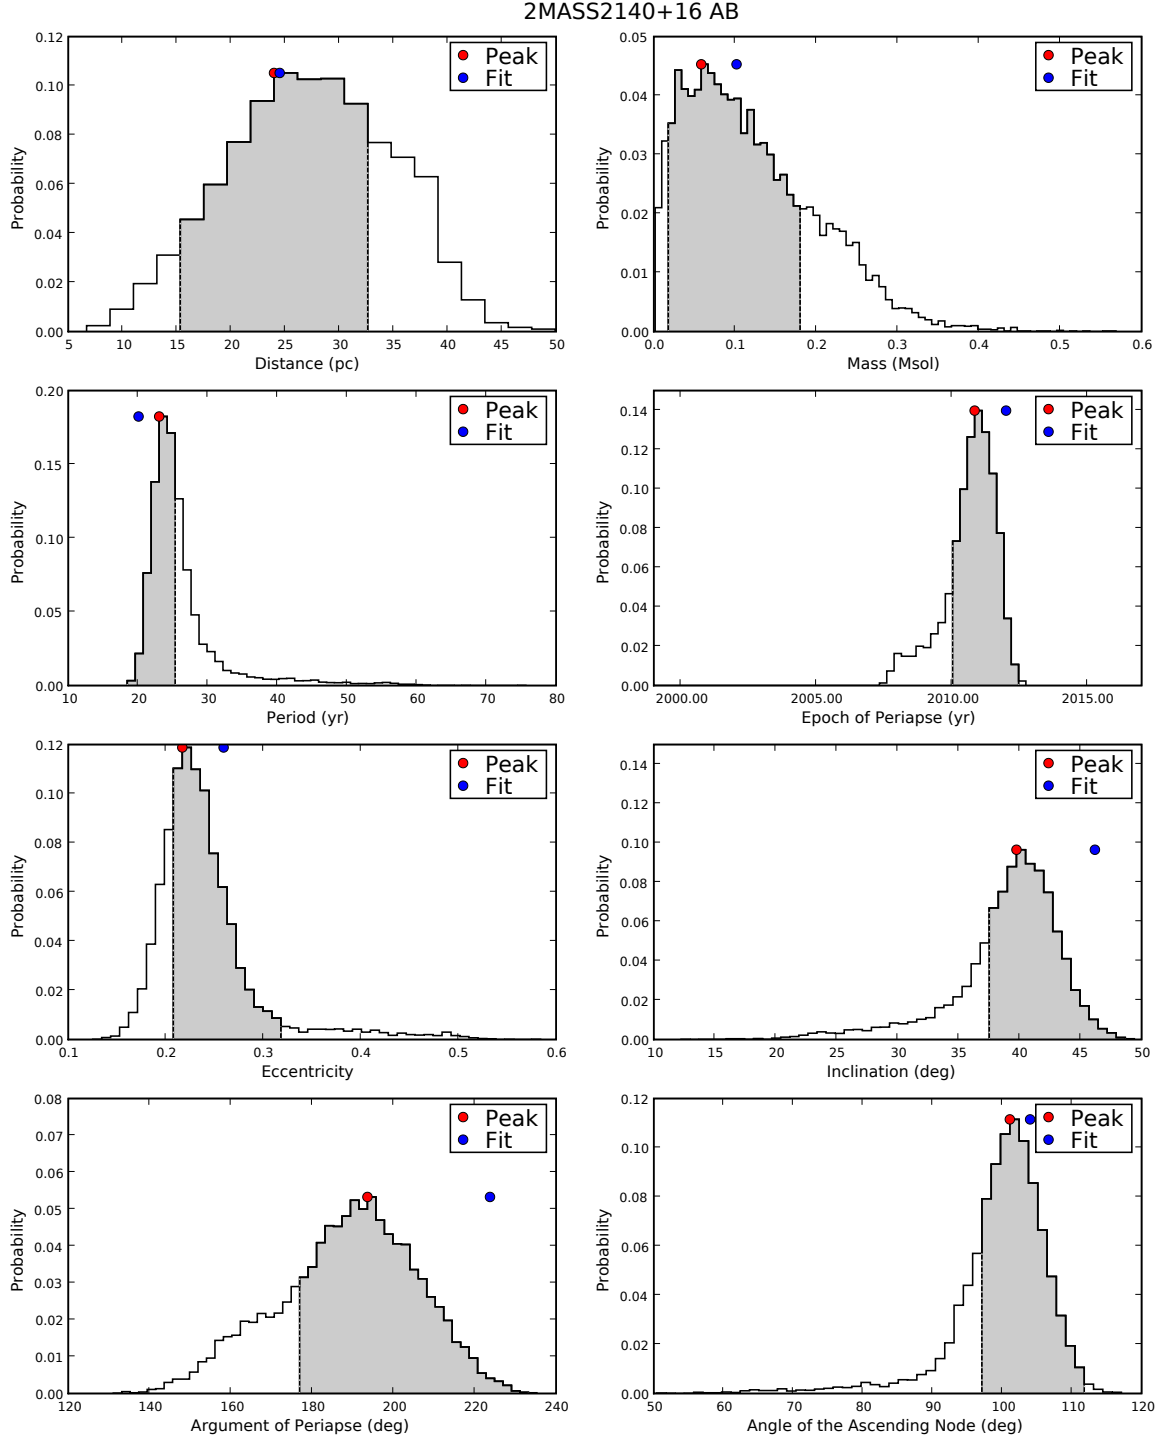 2MASS2140+16 AB
0.12
0.10
0.08
0.06
0.04
0.02
0.00
Probability
5 10 15 20 25 30 35 40 45 50
Distance (pc)
Peak
Fit
0.05
0.04
0.03
0.02
0.01
0.00
Probability
0.0 0.1 0.2 0.3 0.4 0.5 0.6
Mass (Msol)
Peak
Fit
0.20
0.15
0.10
0.05
0.00
Probability
10 20 30 40 50 60 70 80
Period (yr)
Peak
Fit
0.14
0.12
0.10
0.08
0.06
0.04
0.02
0.00
Probability
2000.00 2005.00 2010.00 2015.00
Epoch of Periapse (yr)
Peak
Fit
0.12
0.10
0.08
0.06
0.04
0.02
0.00
Probability
0.1 0.2 0.3 0.4 0.5 0.6
Eccentricity
Peak
Fit
0.14
0.12
0.10
0.08
0.06
0.04
0.02
0.00
Probability
10 15 20 25 30 35 40 45 50
Inclination (deg)
Peak
Fit
0.08
0.07
0.06
0.05
0.04
0.03
0.02
0.01
0.00
Probability
120 140 160 180 200 220 240
Argument of Periapse (deg)
Peak
Fit
0.12
0.10
0.08
0.06
0.04
0.02
0.00
Probability
50 60 70 80 90 100 110 120
Angle of the Ascending Node (deg)
Peak
Fit